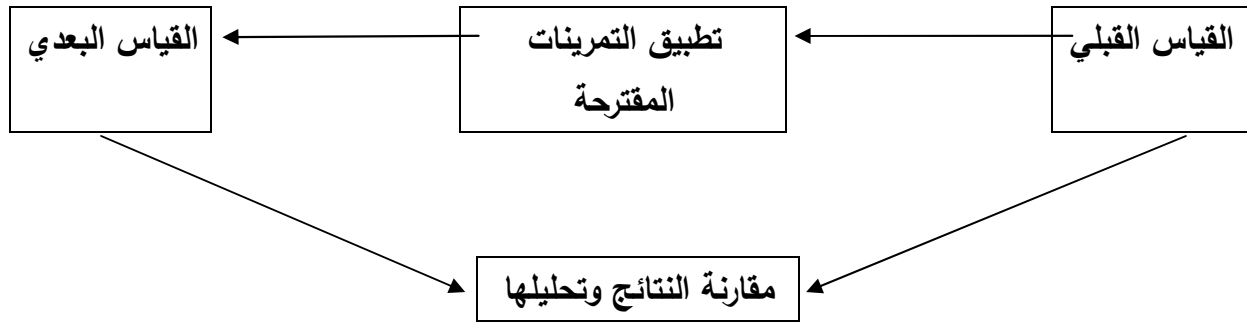 القياس القبلي
تطبيق التمرينات
المقترحة
القياس البعدي
مقارنة النتائج وتحليلها